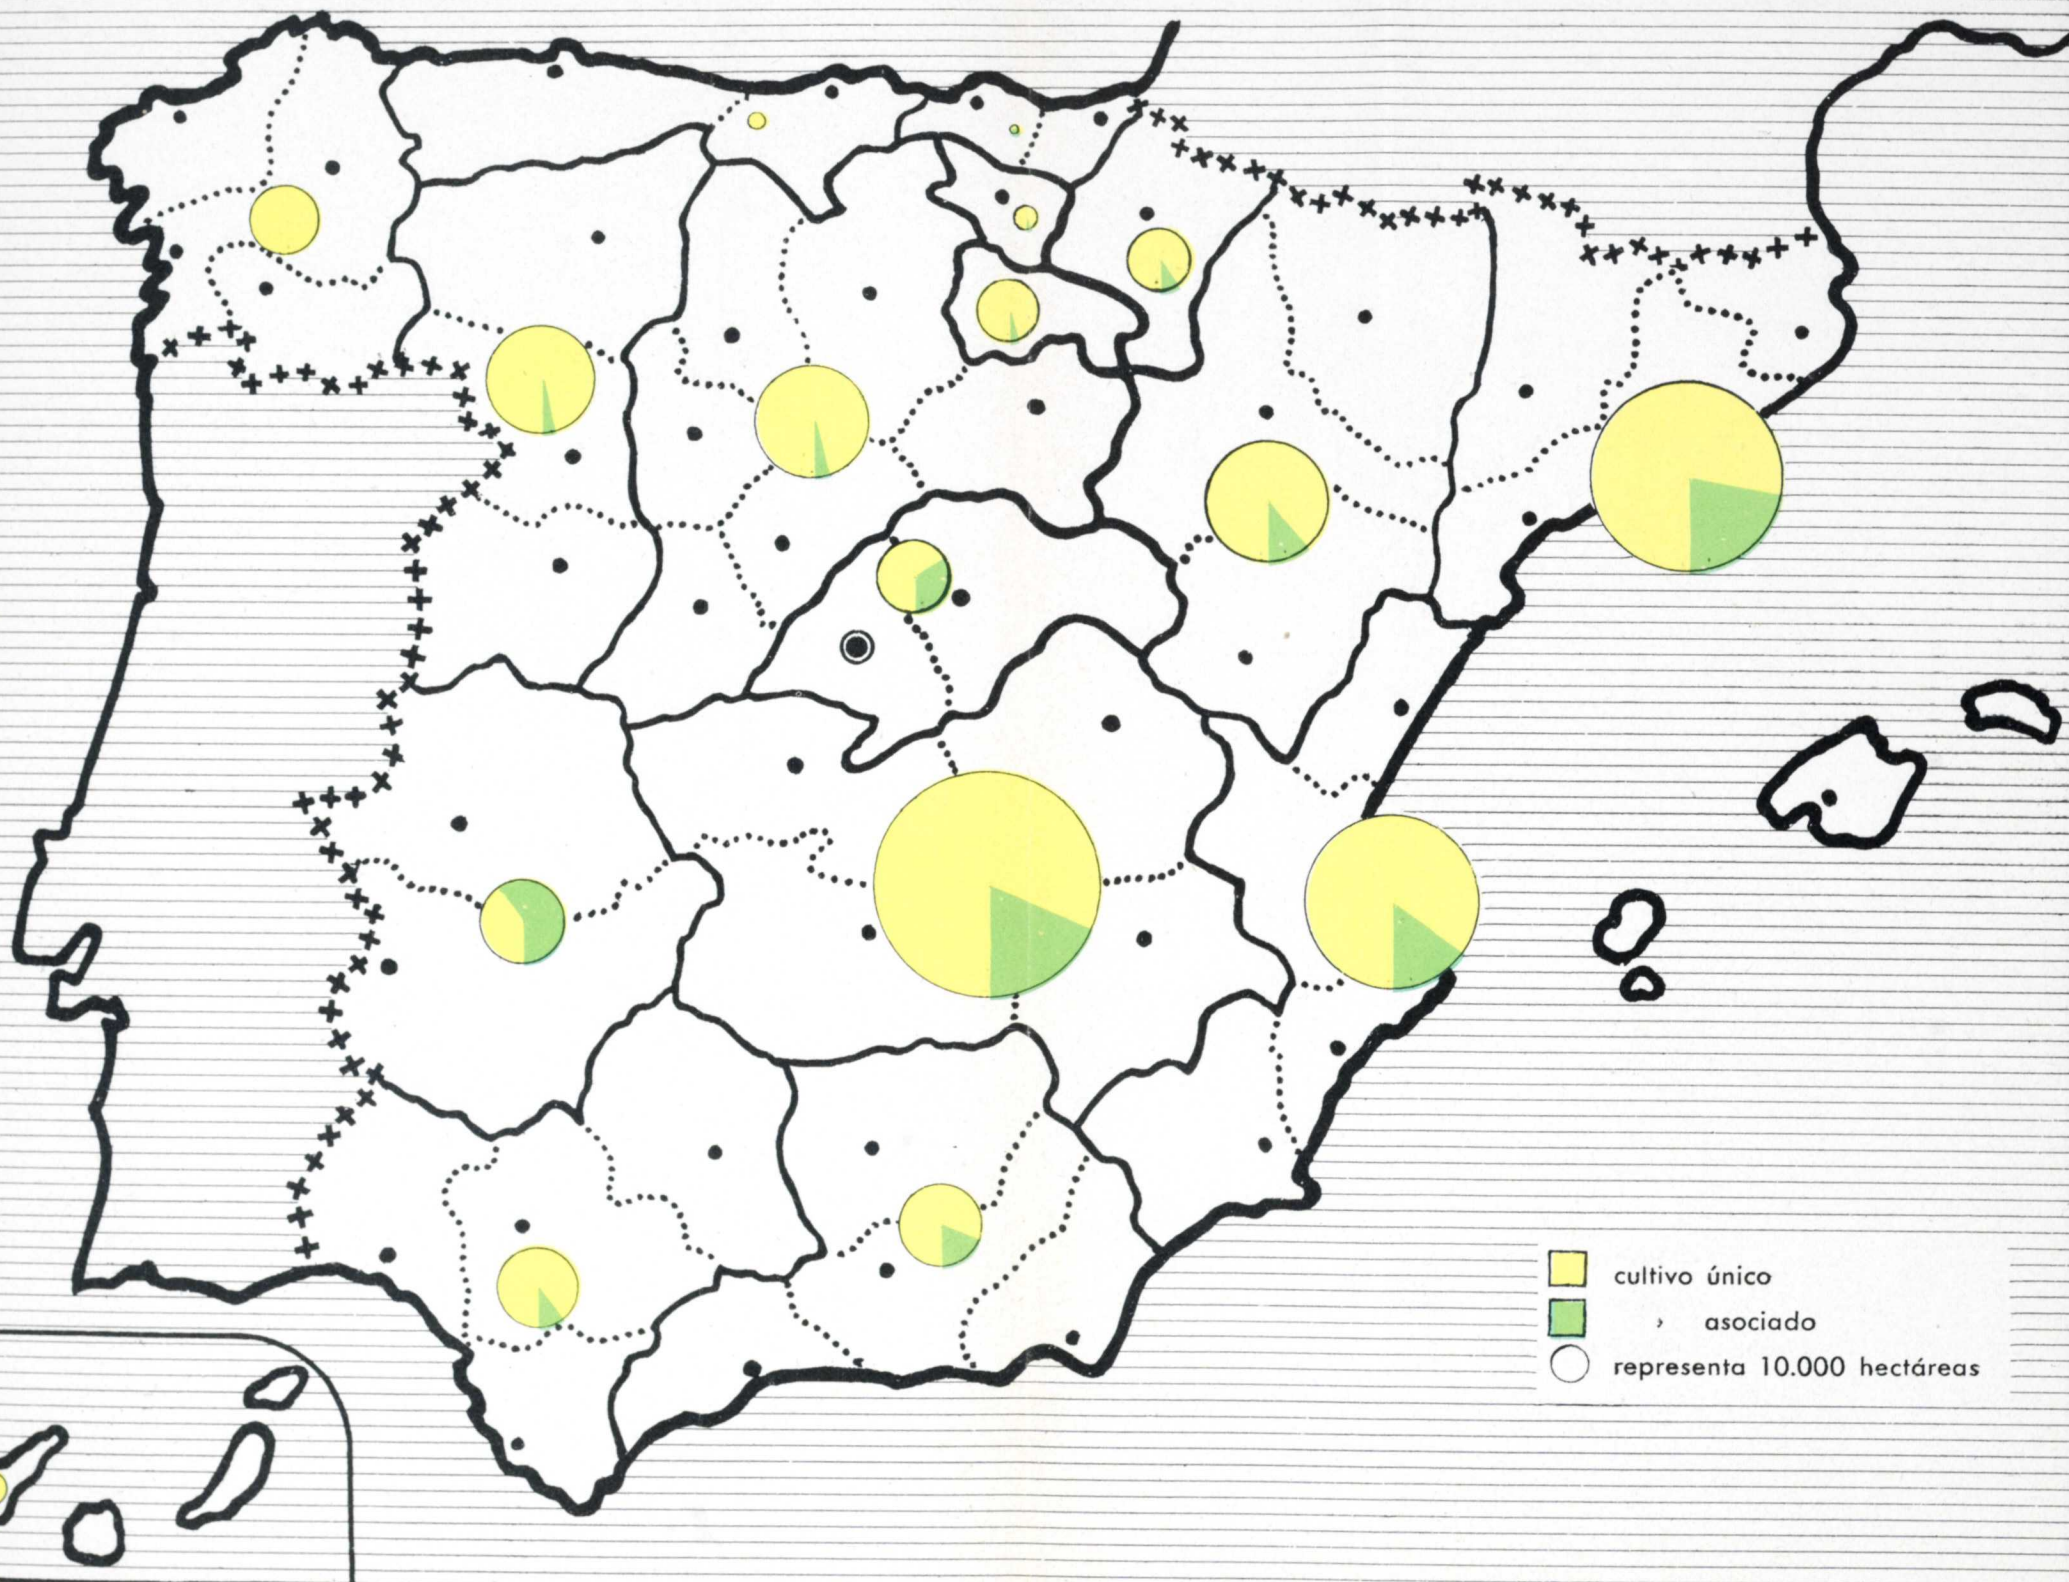 cultivo único
› asociado
representa 10.000 hectáreas